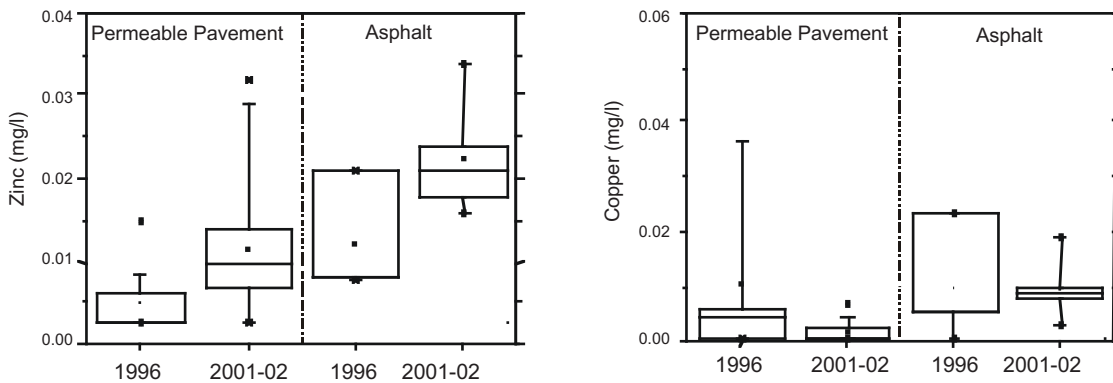 0.04
Permeable Pavement
Asphalt
0.03
0.02
0.01
0.00
Zinc (mg/l)
1996
2001-02
1996
2001-02
0.06
Permeable Pavement
Asphalt
0.04
0.02
0.00
Copper (mg/l)
1996
2001-02
1996
2001-02